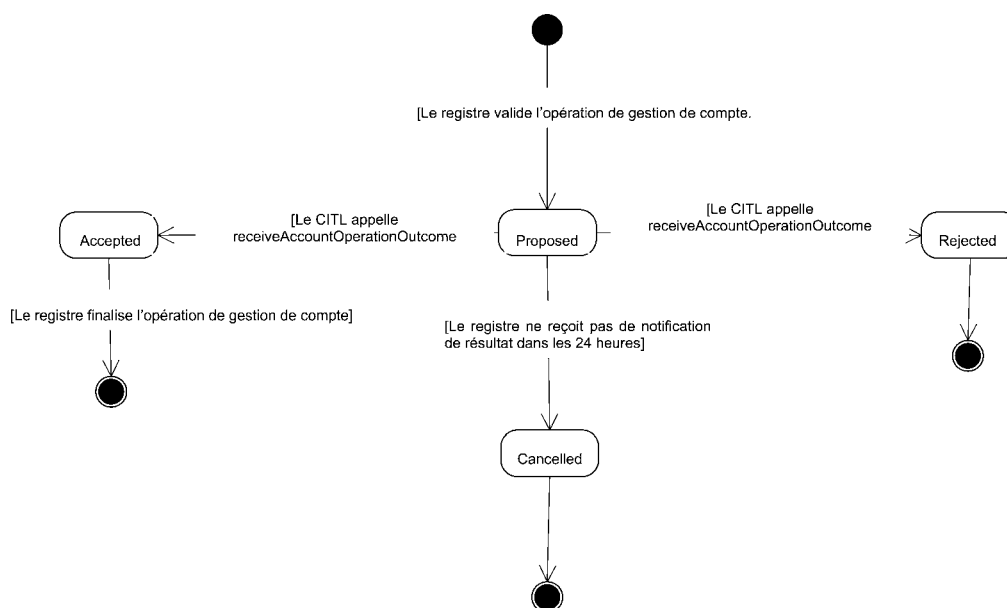 [Le registre valide l'opération de gestion de compte.
[Le CITL appelle
receiveAccountOperationOutcome
[Le CITL appelle
receiveAccountOperationOutcome
Accepted
Proposed
Rejected
[Le registre finalise l'opération de gestion de compte]
[Le registre ne reçoit pas de notification
de résultat dans les 24 heures]
Cancelled